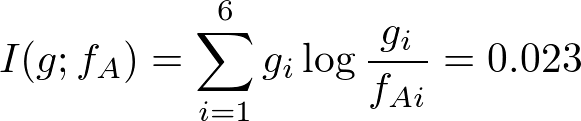 I(g; f_A) = \sum_{i=1}^{6} g_i \log \frac{g_i}{f_{Ai}} = 0.023